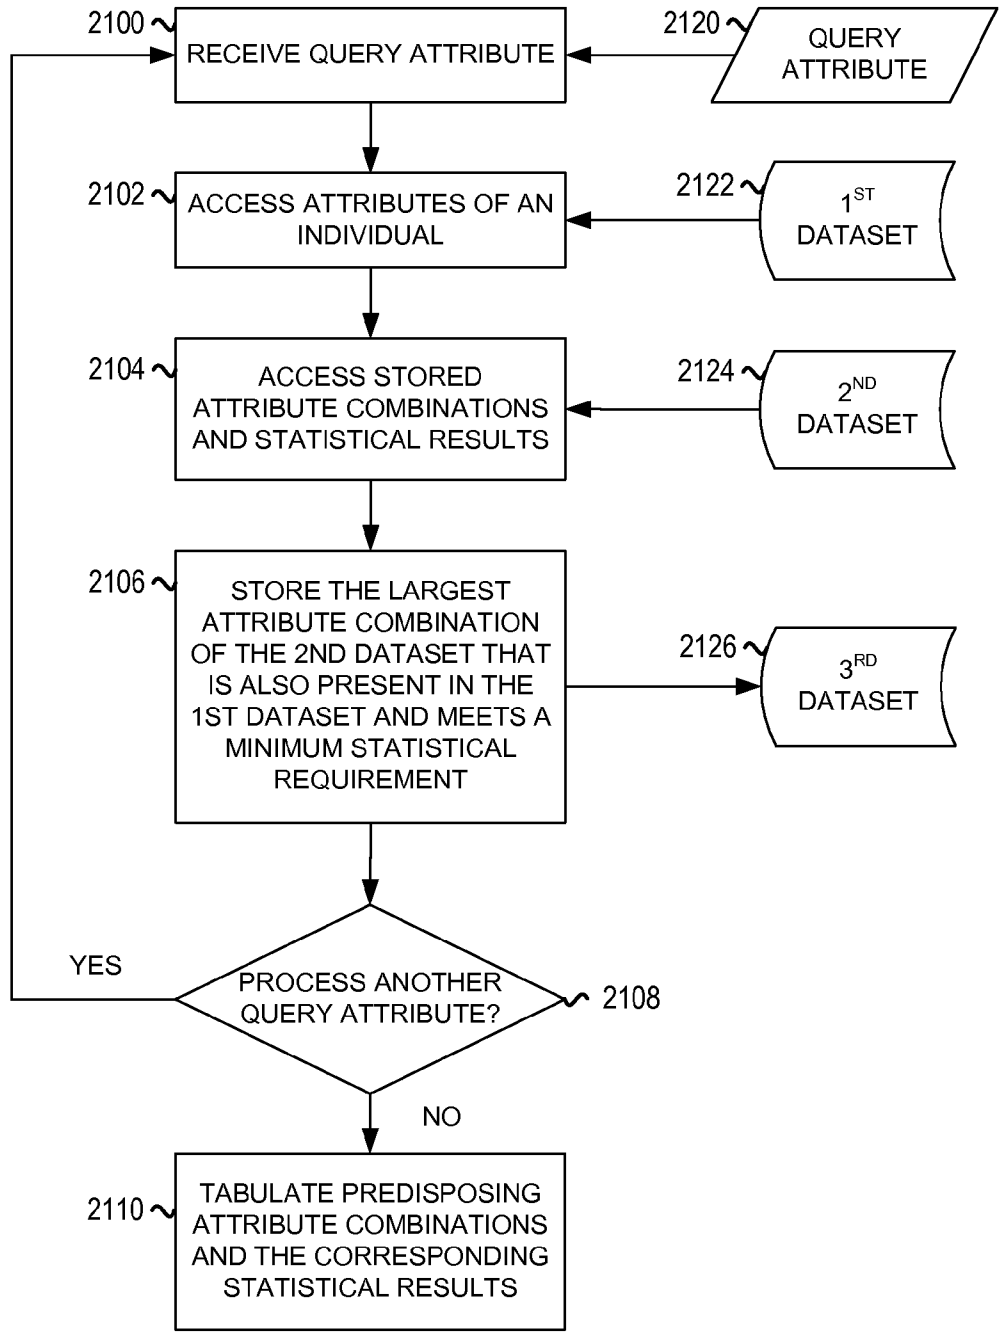 2100
RECEIVE QUERY ATTRIBUTE
2120
QUERY
ATTRIBUTE
2102
ACCESS ATTRIBUTES OF AN
INDIVIDUAL
2122
1ST
DATASET
2104
ACCESS STORED
ATTRIBUTE COMBINATIONS
AND STATISTICAL RESULTS
2124
2ND
DATASET
2106
STORE THE LARGEST
ATTRIBUTE COMBINATION
OF THE 2ND DATASET THAT
IS ALSO PRESENT IN THE
1ST DATASET AND MEETS A
MINIMUM STATISTICAL
REQUIREMENT
2126
3RD
DATASET
YES
PROCESS ANOTHER
QUERY ATTRIBUTE?
2108
NO
2110
TABULATE PREDISPOSING
ATTRIBUTE COMBINATIONS
AND THE CORRESPONDING
STATISTICAL RESULTS